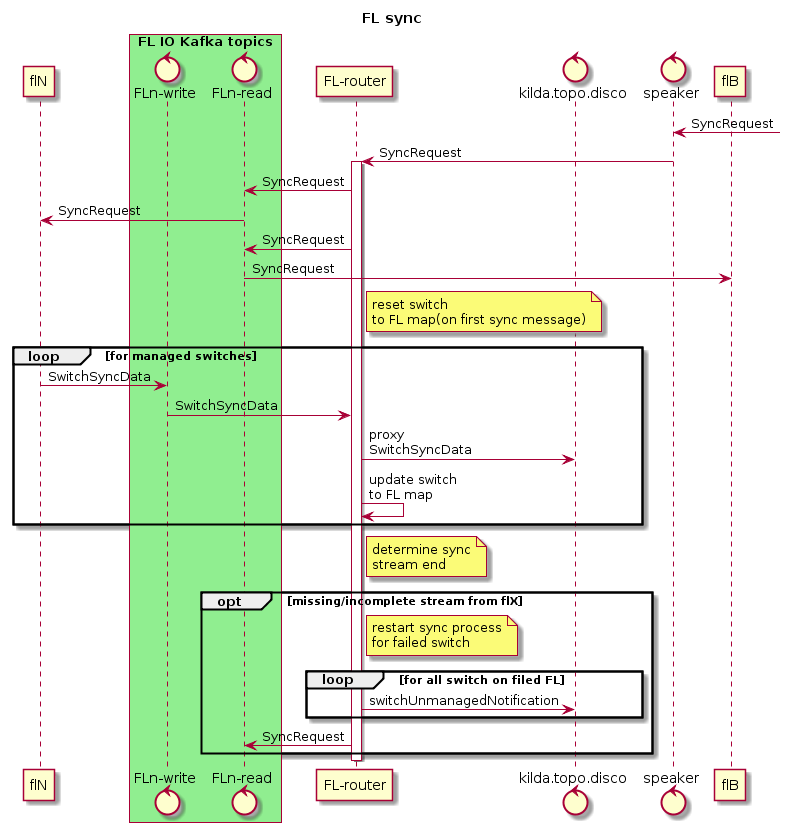 FL sync
FL IO Kafka topics
flN
FLn-write
FLn-read
FL-router
kilda.topo.disco
speaker
flB
SyncRequest
SyncRequest
SyncRequest
SyncRequest
SyncRequest
SyncRequest
reset switch
to FL map(on first sync message)
loop
[for managed switches]
SwitchSyncData
SwitchSyncData
proxy
SwitchSyncData
update switch
to FL map
determine sync
stream end
opt
[missing/incomplete stream from flX]
restart sync process
for failed switch
loop
[for all switch on filed FL]
switchUnmanagedNotification
SyncRequest
flN
FLn-write
FLn-read
FL-router
kilda.topo.disco
speaker
flB